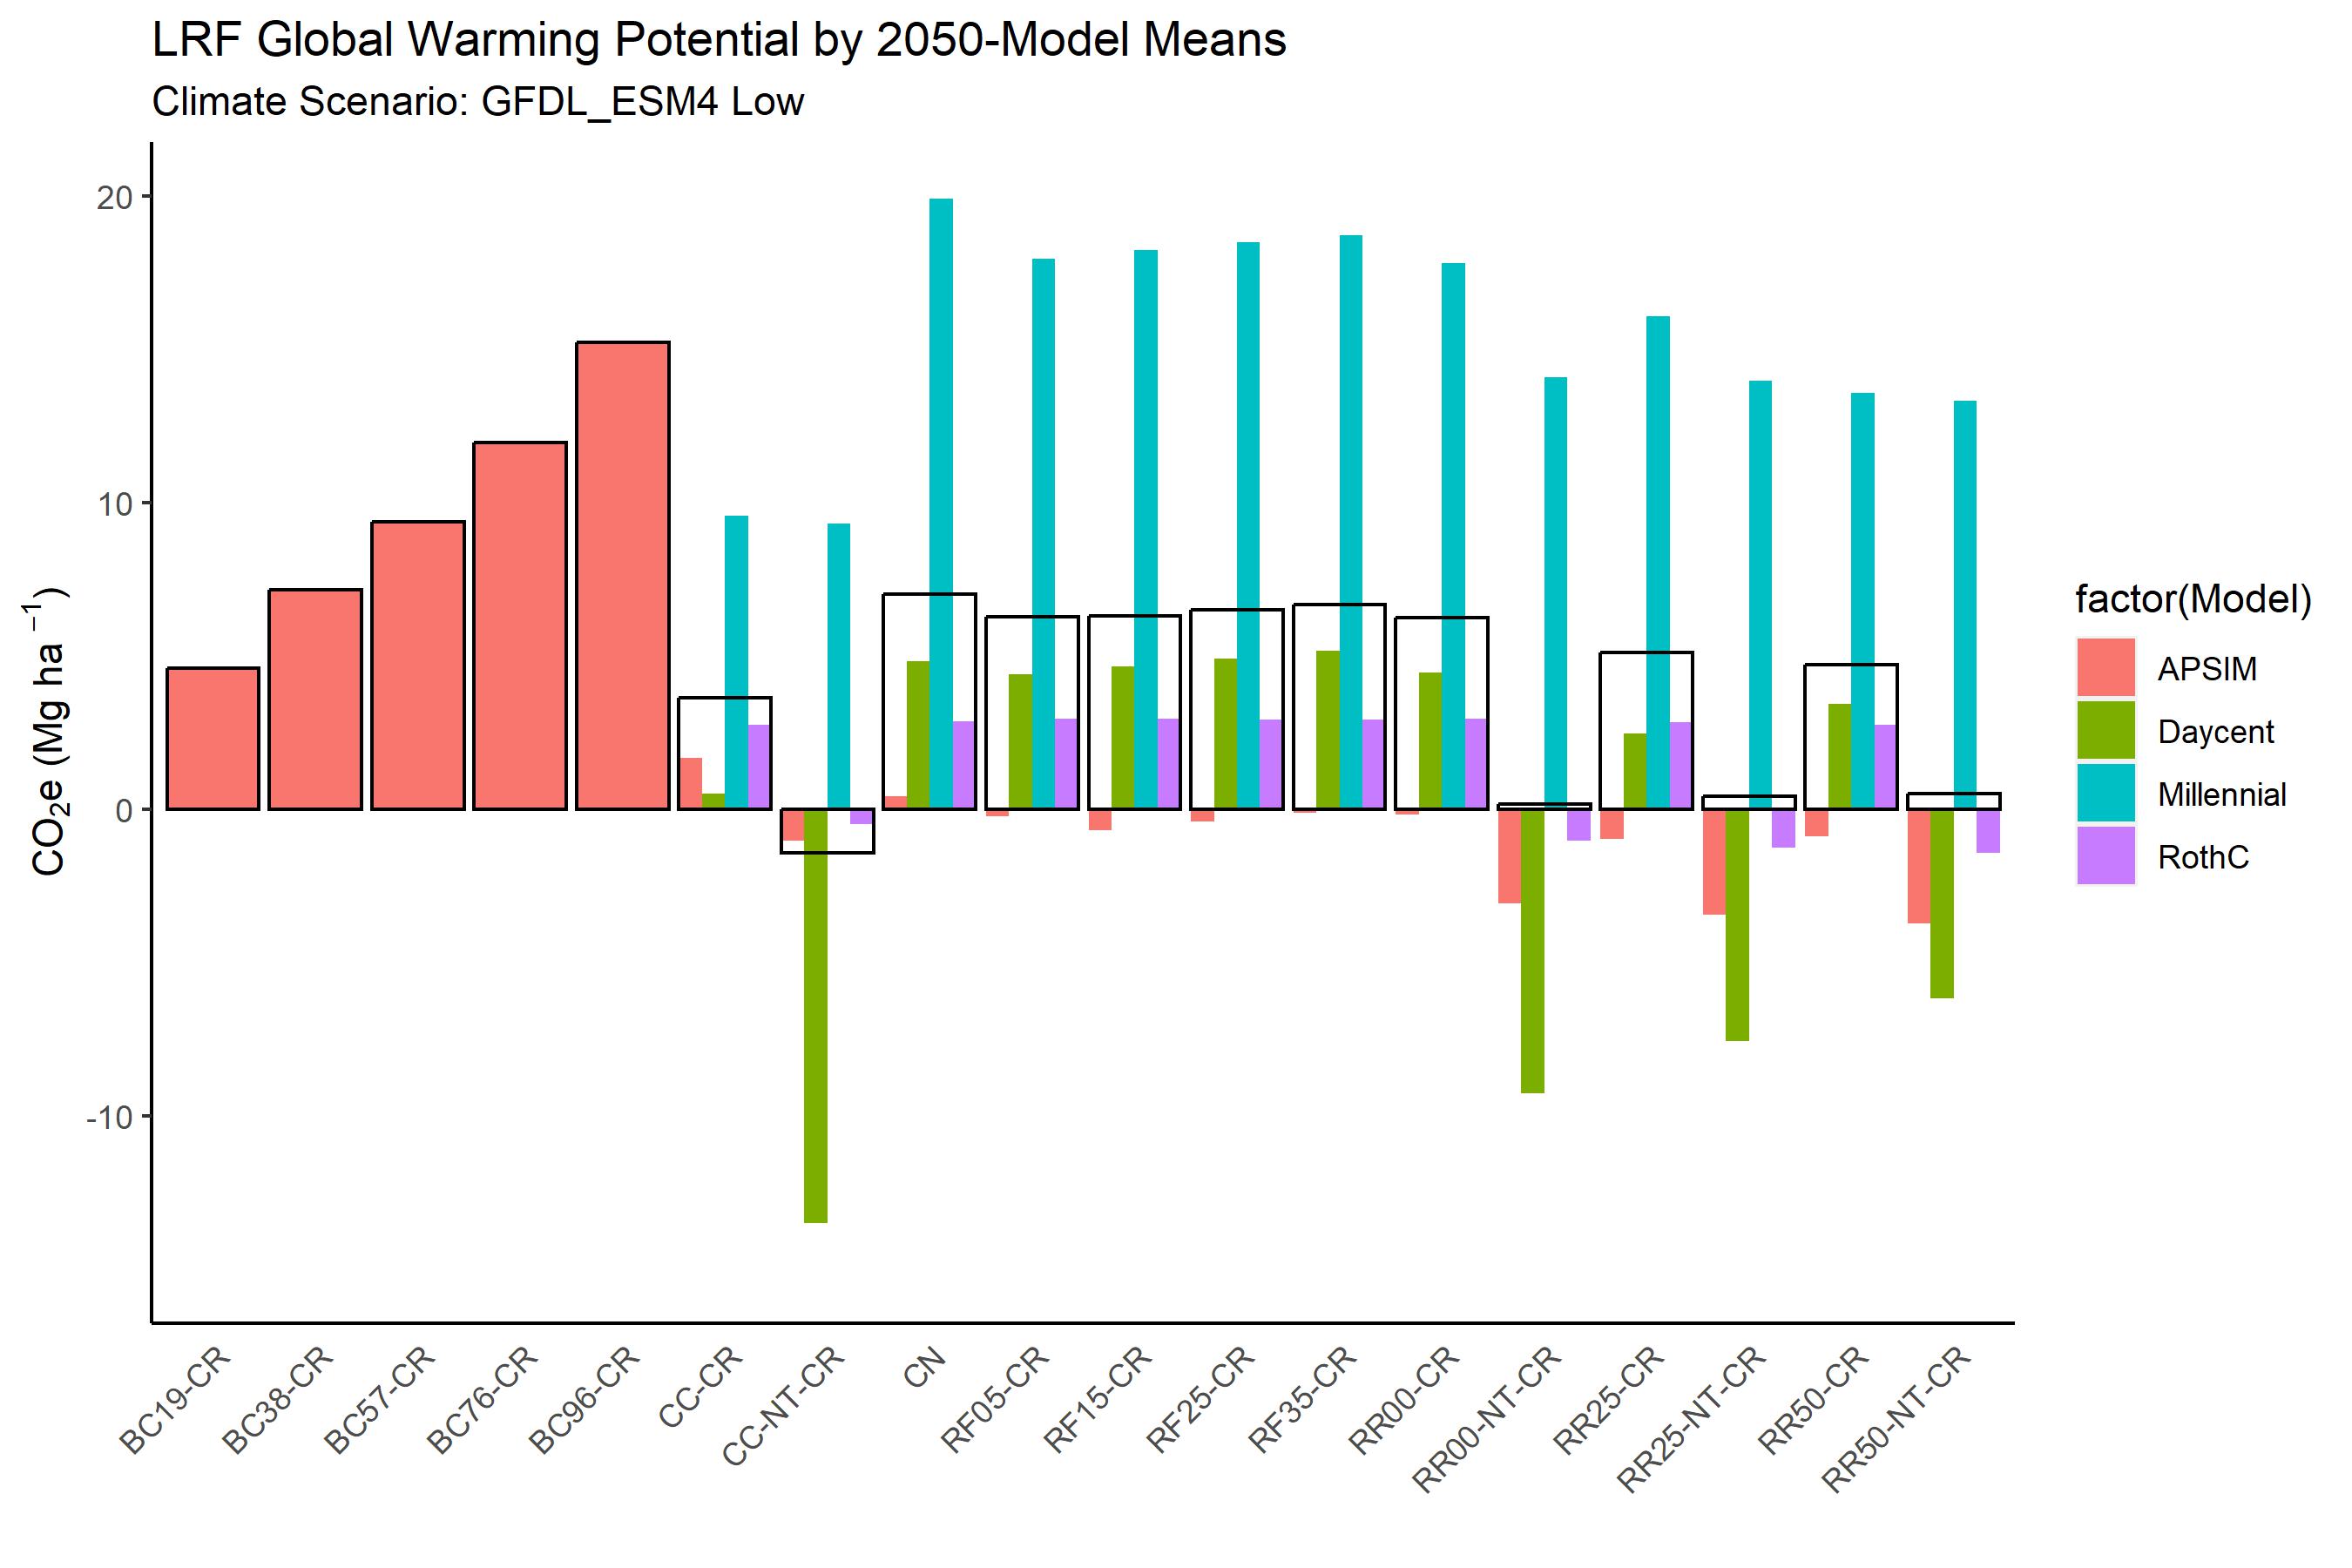 LRF Global Warming Potential by 2050-Model Means
Climate Scenario: GFDL_ESM4 Low
CO₂e (Mg ha ⁻¹)
20
10
0
-10
BC19-CR
BC38-CR
BC57-CR
BC76-CR
BC96-CR
CC-CR
CC-NT-CR
CN
RF05-CR
RF15-CR
RF25-CR
RF35-CR
RR00-CR
RR00-NT-CR
RR25-CR
RR25-NT-CR
RR50-CR
RR50-NT-CR
factor(Model)
APSIM
Daycent
Millennial
RothC